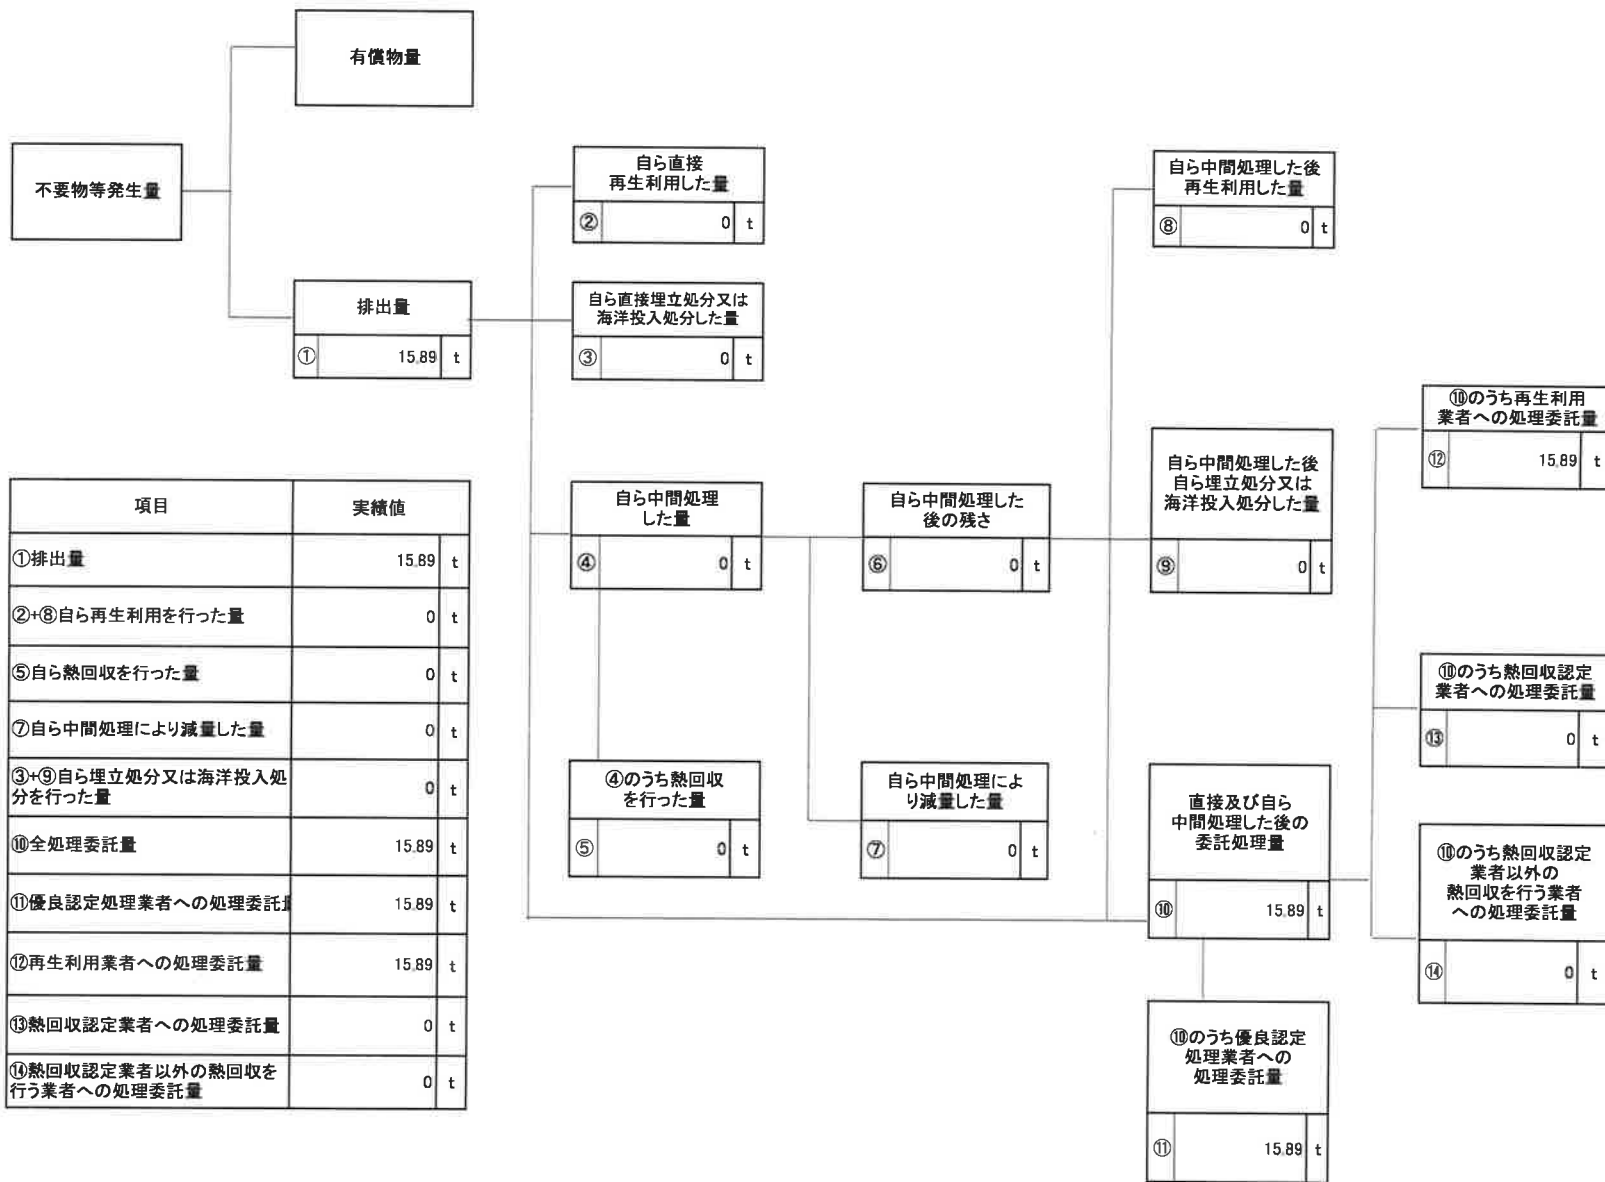 有償物量
不要物等発生量
排出量
① 15.89 t
自ら直接
再生利用した量
② 0 t
自ら直接埋立処分又は
海洋投入処分した量
③ 0 t
自ら中間処理
した量
④ 0 t
④のうち熱回収
を行った量
⑤ 0 t
自ら中間処理した
後の残さ
⑥ 0 t
自ら中間処理によ
り減量した量
⑦ 0 t
自ら中間処理した後
再生利用した量
⑧ 0 t
自ら中間処理した後
自ら埋立処分又は
海洋投入処分した量
⑨ 0 t
直接及び自ら
中間処理した後の
委託処理量
⑩ 15.89 t
⑩のうち優良認定
処理業者への
処理委託量
⑪ 15.89 t
⑩のうち再生利用
業者への処理委託量
⑫ 15.89 t
⑩のうち熱回収認定
業者への処理委託量
⑬ 0 t
⑩のうち熱回収認定
業者以外の
熱回収を行う業者
への処理委託量
⑭ 0 t
項目 実績値
①排出量 15.89 t
②+⑧自ら再生利用を行った量 0 t
⑤自ら熱回収を行った量 0 t
⑦自ら中間処理により減量した量 0 t
③+⑨自ら埋立処分又は海洋投入処
分を行った量 0 t
⑩全処理委託量 15.89 t
⑪優良認定処理業者への処理委託 15.89 t
⑫再生利用業者への処理委託量 15.89 t
⑬熱回収認定業者への処理委託量 0 t
⑭熱回収認定業者以外の熱回収を
行う業者への処理委託量 0 t